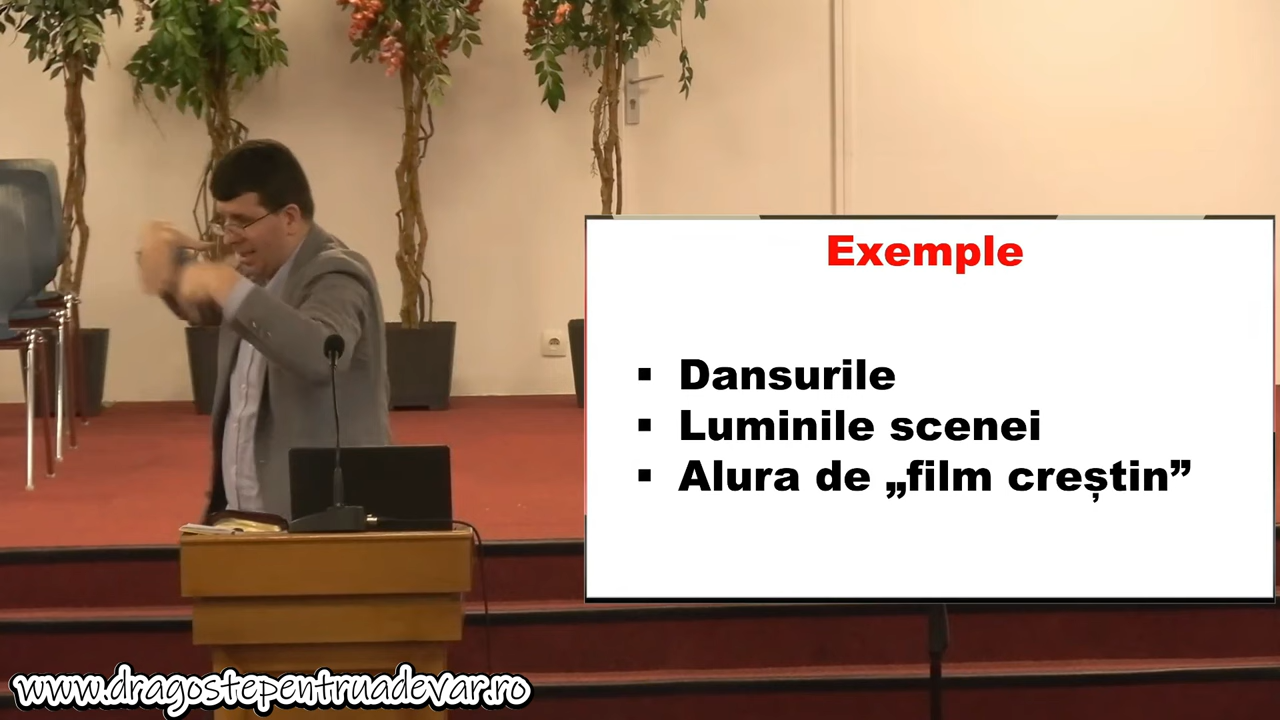 Exemple
▪ Dansurile
▪ Luminile scenei
▪ Alura de „film creștin”
www.dragostepentruadevar.ro